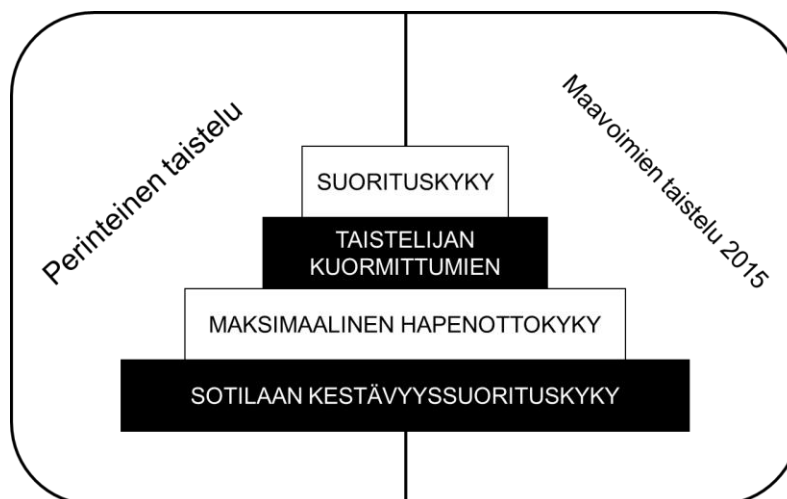 Perinteinen taistelu
Maavoimien taistelu 2015
SUORITUSKYKY
TAISTELIJAN
KUORMITTUMIEN
MAKSIMAALINEN HAPENOTTOKYKY
SOTILAAN KESTÄVYYSSUORITUSKYKY